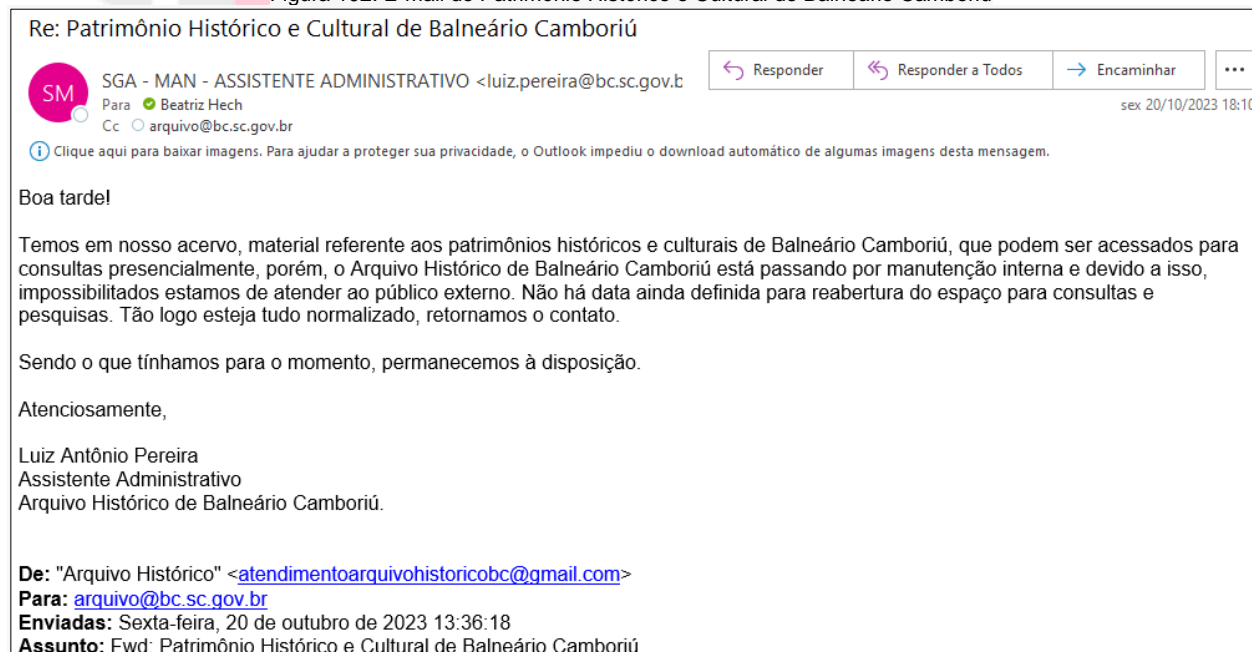 Re: Patrimônio Histórico e Cultural de Balneário Camboriú
SM
SGA - MAN - ASSISTENTE ADMINISTRATIVO <luiz.pereira@bc.sc.gov.b
Responder
Responder a Todos
Encaminhar
...
Para Beatriz Hech
sex 20/10/2023 18:10
Cc arquivo@bc.sc.gov.br
Clique aqui para baixar imagens. Para ajudar a proteger sua privacidade, o Outlook impediu o download automático de algumas imagens desta mensagem.
Boa tarde!
Temos em nosso acervo, material referente aos patrimônios históricos e culturais de Balneário Camboriú, que podem ser acessados para
consultas presencialmente, porém, o Arquivo Histórico de Balneário Camboriú está passando por manutenção interna e devido a isso,
impossibilitados estamos de atender ao público externo. Não há data ainda definida para reabertura do espaço para consultas e
pesquisas. Tão logo esteja tudo normalizado, retornamos o contato.
Sendo o que tínhamos para o momento, permanecemos à disposição.
Atenciosamente,
Luiz Antônio Pereira
Assistente Administrativo
Arquivo Histórico de Balneário Camboriú.
De: "Arquivo Histórico" <atendimentoarquivohistoricobc@gmail.com>
Para: arquivo@bc.sc.gov.br
Enviadas: Sexta-feira, 20 de outubro de 2023 13:36:18
Assunto: Fwd: Patrimônio Histórico e Cultural de Balneário Camboriú